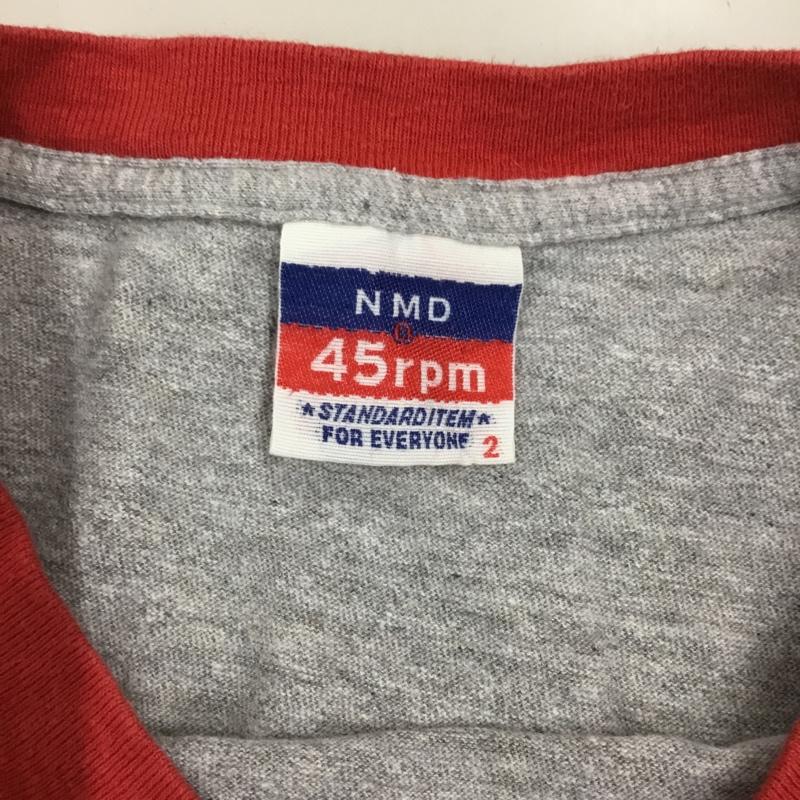 NMD
R
45rpm
★STANDARDITEM★
FOR EVERYONE
2